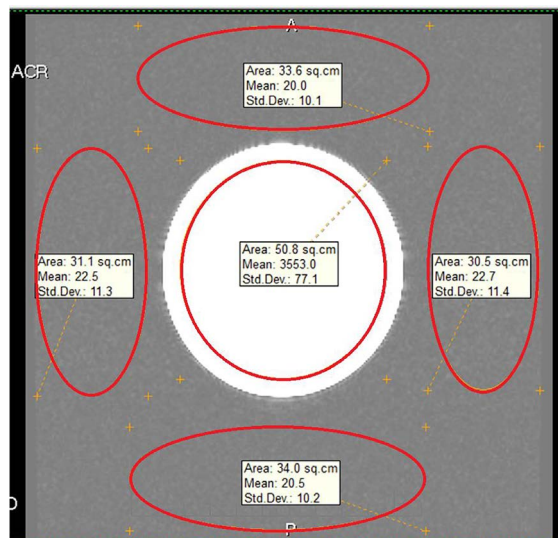 A
ACR
Area: 33.6 sq.cm
Mean: 20.0
Std.Dev.: 10.1
Area: 31.1 sq.cm
Mean: 22.5
Std.Dev.: 11.3
Area: 50.8 sq.cm
Mean: 3553.0
Std.Dev.: 77.1
Area: 30.5 sq.cm
Mean: 22.7
Std.Dev.: 11.4
Area: 34.0 sq.cm
Mean: 20.5
Std.Dev.: 10.2